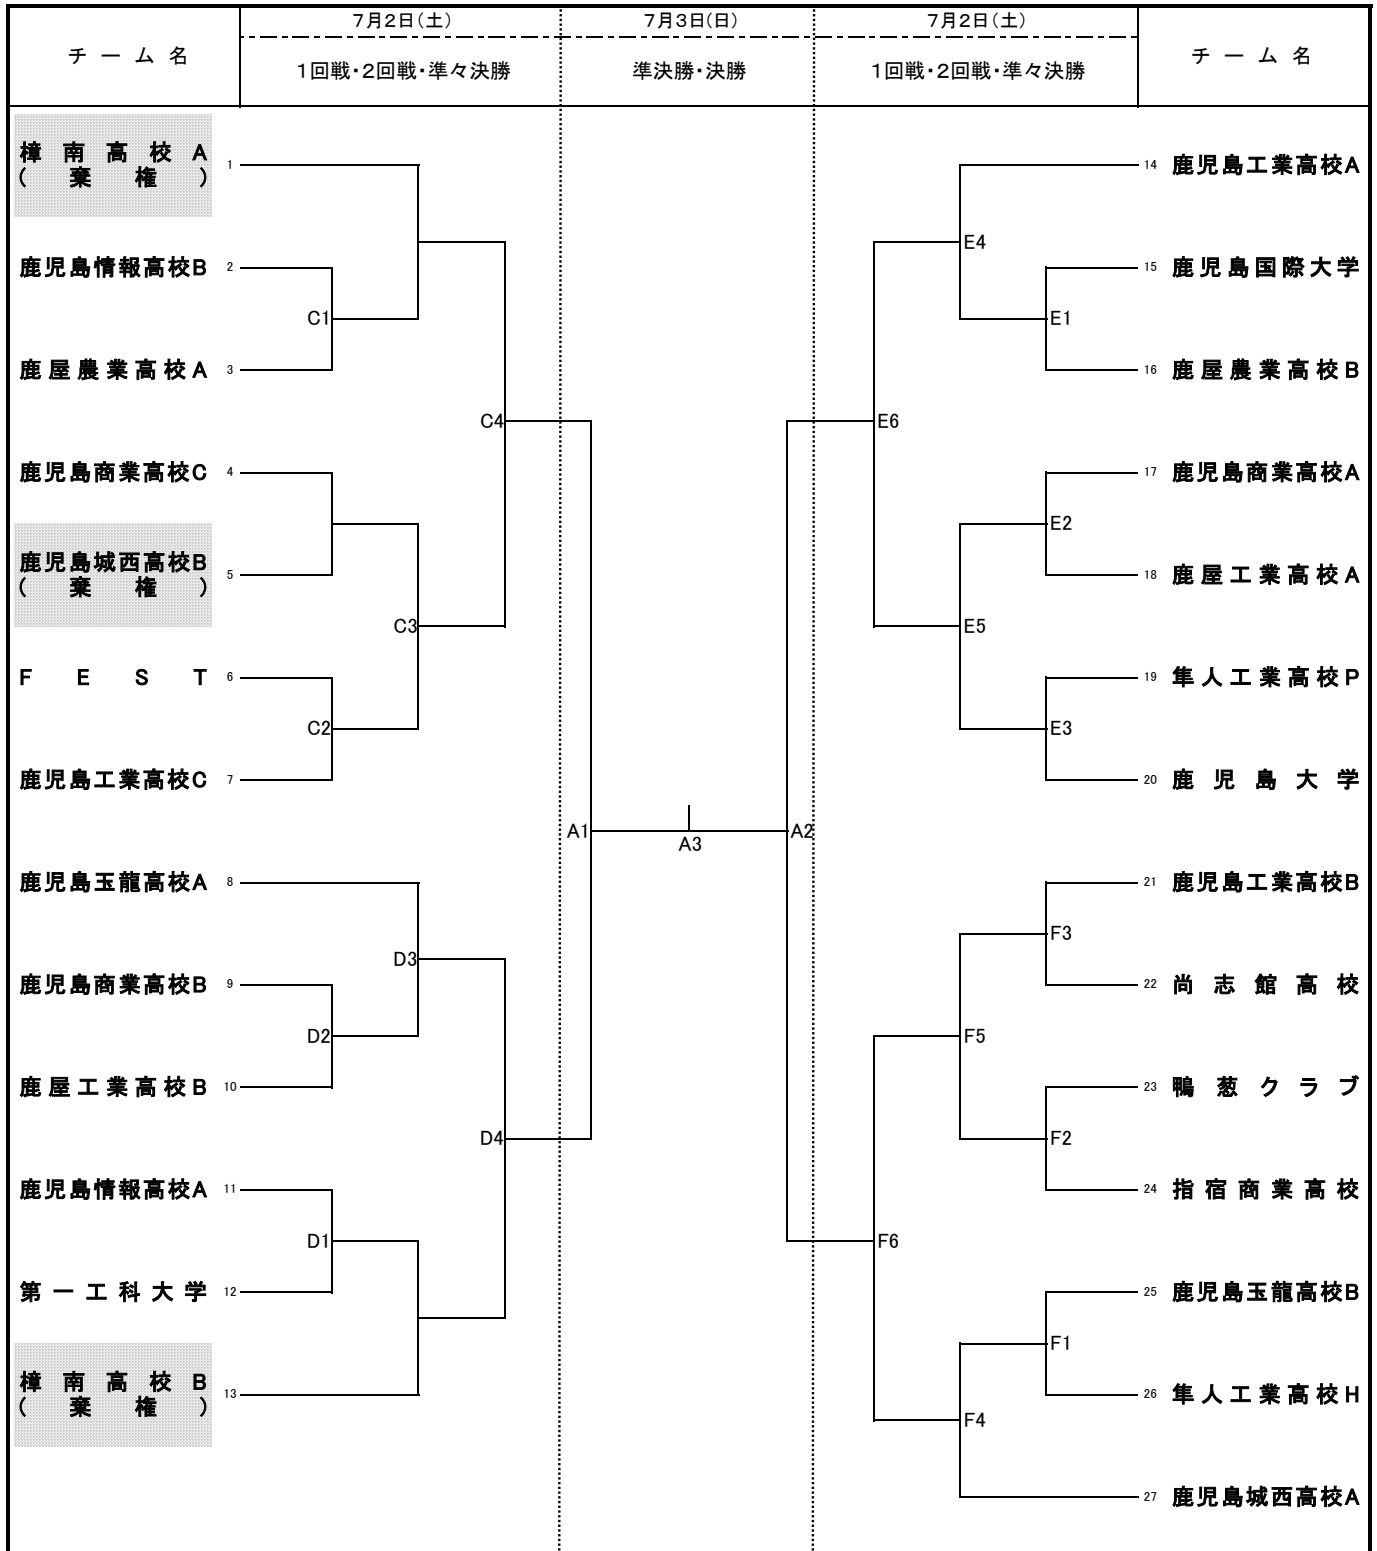 チーム名
7月2日(土)
7月3日(日)
7月2日(土)
チーム名
1回戦・2回戦・準々決勝
準決勝・決勝
1回戦・2回戦・準々決勝
樟南高校A
(棄権)
1
鹿児島情報高校B 2
C1
鹿屋農業高校A 3
C4
鹿児島商業高校C 4
鹿児島城西高校B
(棄権)
5
C3
FEST 6
C2
鹿児島工業高校C 7
鹿児島玉龍高校A 8
D3
鹿児島商業高校B 9
D2
鹿屋工業高校B 10
D4
鹿児島情報高校A 11
D1
第一工科大学 12
樟南高校B
(棄権)
13
A1
A3
A2
14 鹿児島工業高校A
E4
15 鹿児島国際大学
E1
16 鹿屋農業高校B
E6
17 鹿児島商業高校A
E2
18 鹿屋工業高校A
E5
19 隼人工業高校P
E3
20 鹿児島大学
21 鹿児島工業高校B
F3
22 尚志館高校
F5
23 鴨葱クラブ
F2
24 指宿商業高校
F6
25 鹿児島玉龍高校B
F1
26 隼人工業高校H
F4
27 鹿児島城西高校A